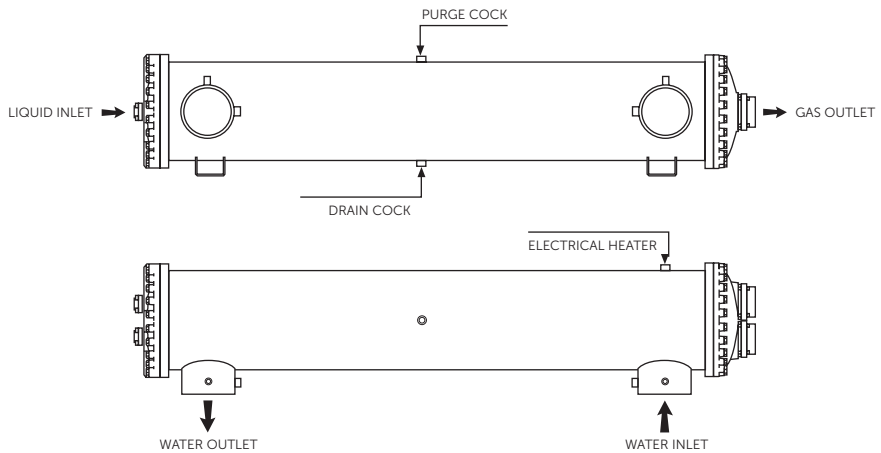 PURGE COCK
LIQUID INLET
GAS OUTLET
DRAIN COCK
ELECTRICAL HEATER
WATER OUTLET
WATER INLET